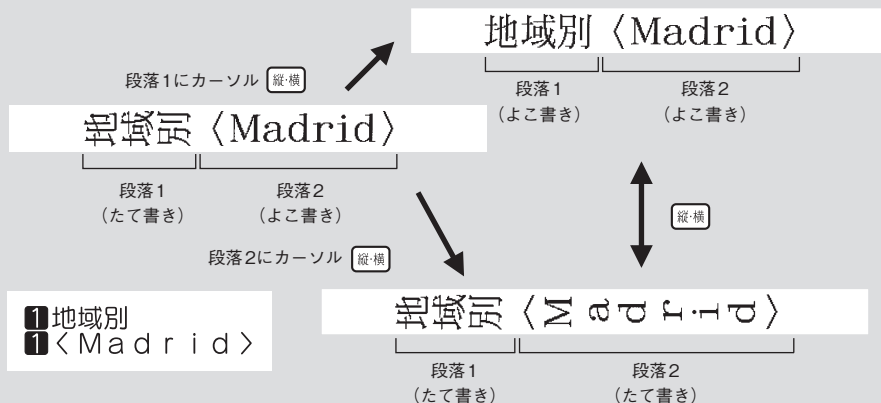 地域別〈Madrid〉
段落1
(よこ書き)
段落2
(よこ書き)
段落1にカーソル 縦・横
地域別〈Madrid〉
段落1
(たて書き)
段落2
(よこ書き)
縦・横
段落2にカーソル 縦・横
地域別〈Madrid〉
段落1
(たて書き)
段落2
(たて書き)
1地域別
1〈Madrid〉